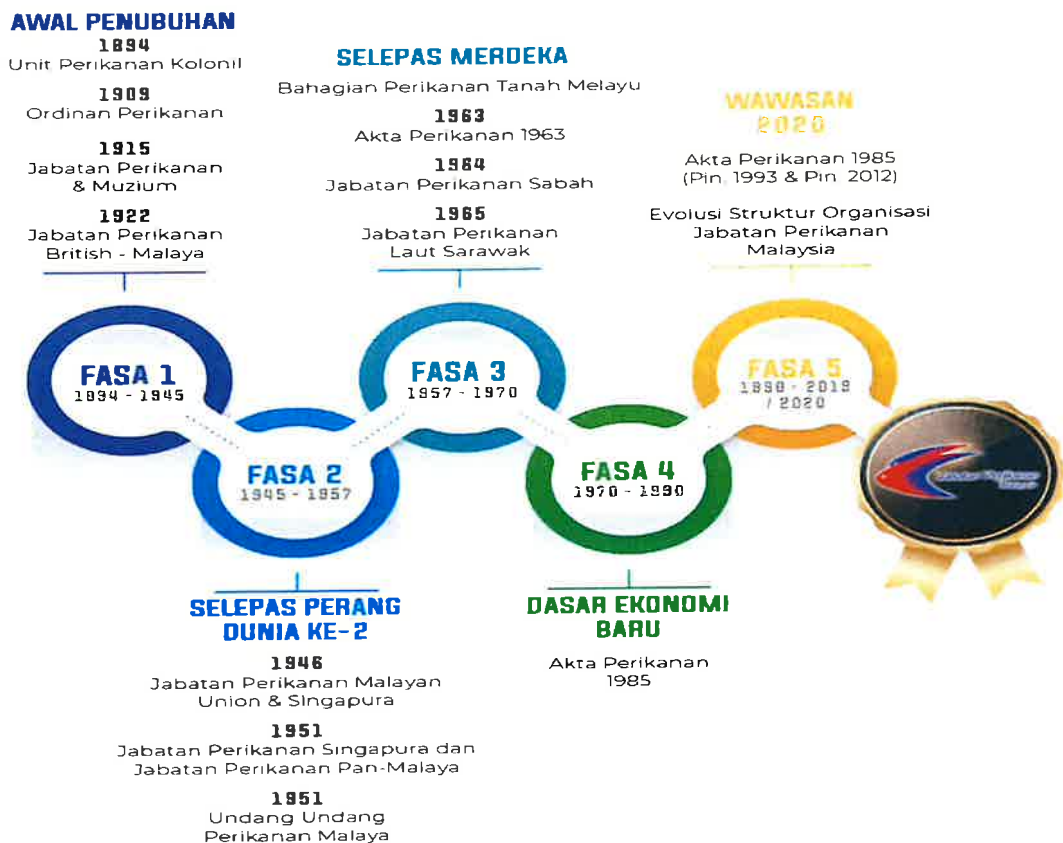 AWAL PENUBUHAN
1894
Unit Perikanan Kolonil
1909
Ordinan Perikanan
1915
Jabatan Perikanan
& Muzium
1922
Jabatan Perikanan
British - Malaya
FASA 1
1894 - 1945
FASA 2
1945 - 1957
SELEPAS PERANG
DUNIA KE-2
1946
Jabatan Perikanan Malayan
Union & Singapura
1951
Jabatan Perikanan Singapura dan
Jabatan Perikanan Pan-Malaya
1951
Undang Undang
Perikanan Malaya
SELEPAS MERDEKA
Bahagian Perikanan Tanah Melayu
1963
Akta Perikanan 1963
1964
Jabatan Perikanan Sabah
1965
Jabatan Perikanan
Laut Sarawak
FASA 3
1957 - 1970
FASA 4
1970 - 1990
DASAR EKONOMI
BARU
Akta Perikanan
1985
WAWASAN
2020
Akta Perikanan 1985
(Pin. 1993 & Pin. 2012)
Evolusi Struktur Organisasi
Jabatan Perikanan
Malaysia
FASA 5
1990 - 2019
/ 2020